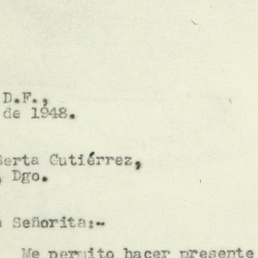 D.F.,
de 1948.
Berta Gutiérrez,
Dgo.
Señorita:-
Me permito hacer presente